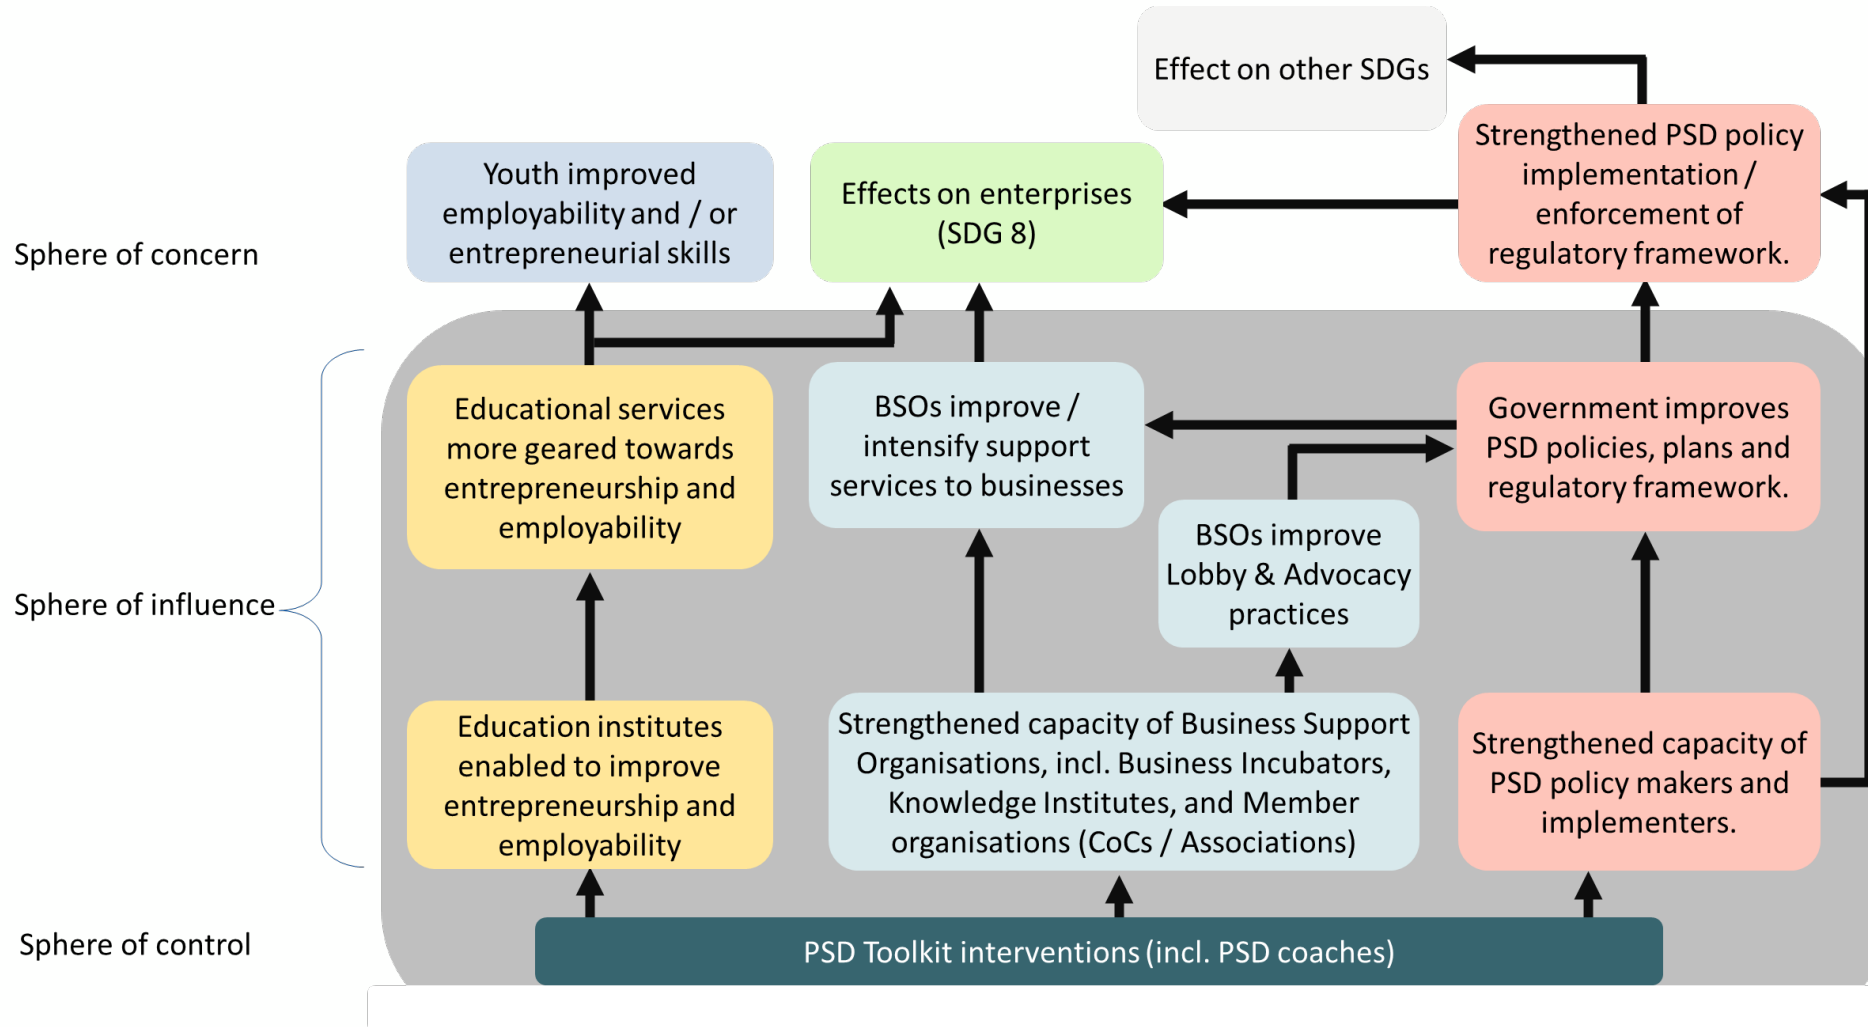 Effect on other SDGs
Strengthened PSD policy
implementation /
enforcement of
regulatory framework.
Youth improved
employability and / or
entrepreneurial skills
Effects on enterprises
(SDG 8)
Sphere of concern
Educational services
more geared towards
entrepreneurship and
employability
BSOs improve /
intensify support
services to businesses
Government improves
PSD policies, plans and
regulatory framework.
BSOs improve
Lobby & Advocacy
practices
Sphere of influence
Education institutes
enabled to improve
entrepreneurship and
employability
Strengthened capacity of Business Support
Organisations, incl. Business Incubators,
Knowledge Institutes, and Member
organisations (CoCs / Associations)
Strengthened capacity of
PSD policy makers and
implementers.
Sphere of control
PSD Toolkit interventions (incl. PSD coaches)